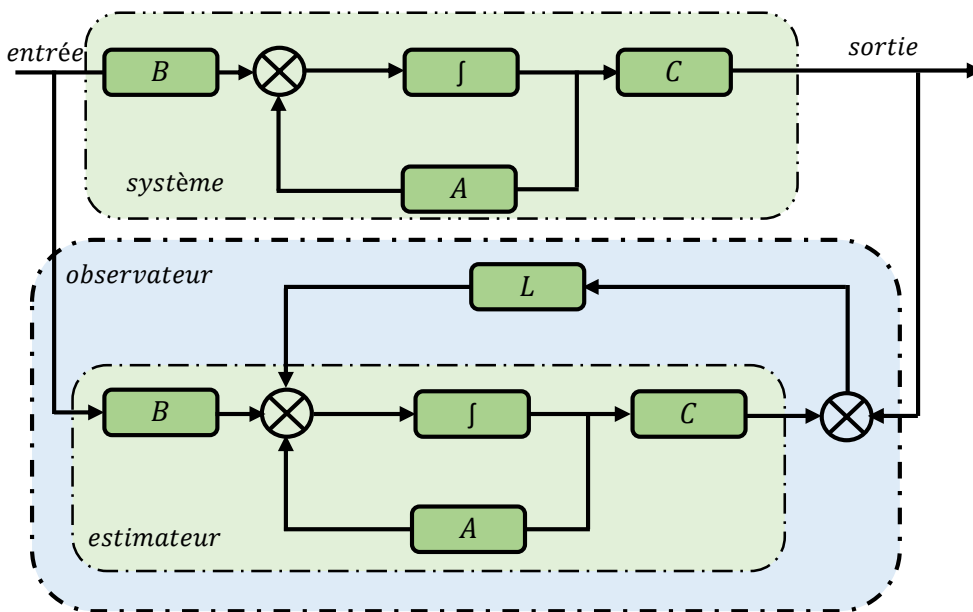 entrée
sortie
B
∫
C
A
système
observateur
L
B
∫
C
A
estimateur